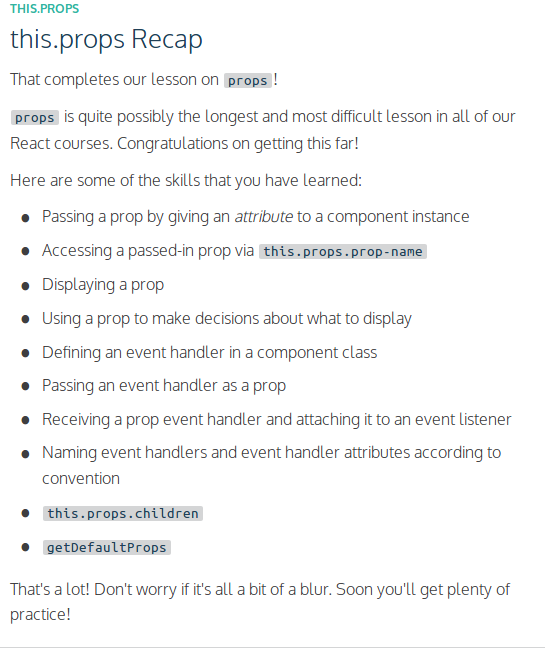 THIS.PROPS
this.props Recap
That completes our lesson on props!
props is quite possibly the longest and most difficult lesson in all of our
React courses. Congratulations on getting this far!
Here are some of the skills that you have learned:
● Passing a prop by giving an attribute to a component instance
● Accessing a passed-in prop via this.props.prop-name
● Displaying a prop
● Using a prop to make decisions about what to display
● Defining an event handler in a component class
● Passing an event handler as a prop
● Receiving a prop event handler and attaching it to an event listener
● Naming event handlers and event handler attributes according to
convention
● this.props.children
● getDefaultProps
That's a lot! Don't worry if it's all a bit of a blur. Soon you'll get plenty of
practice!